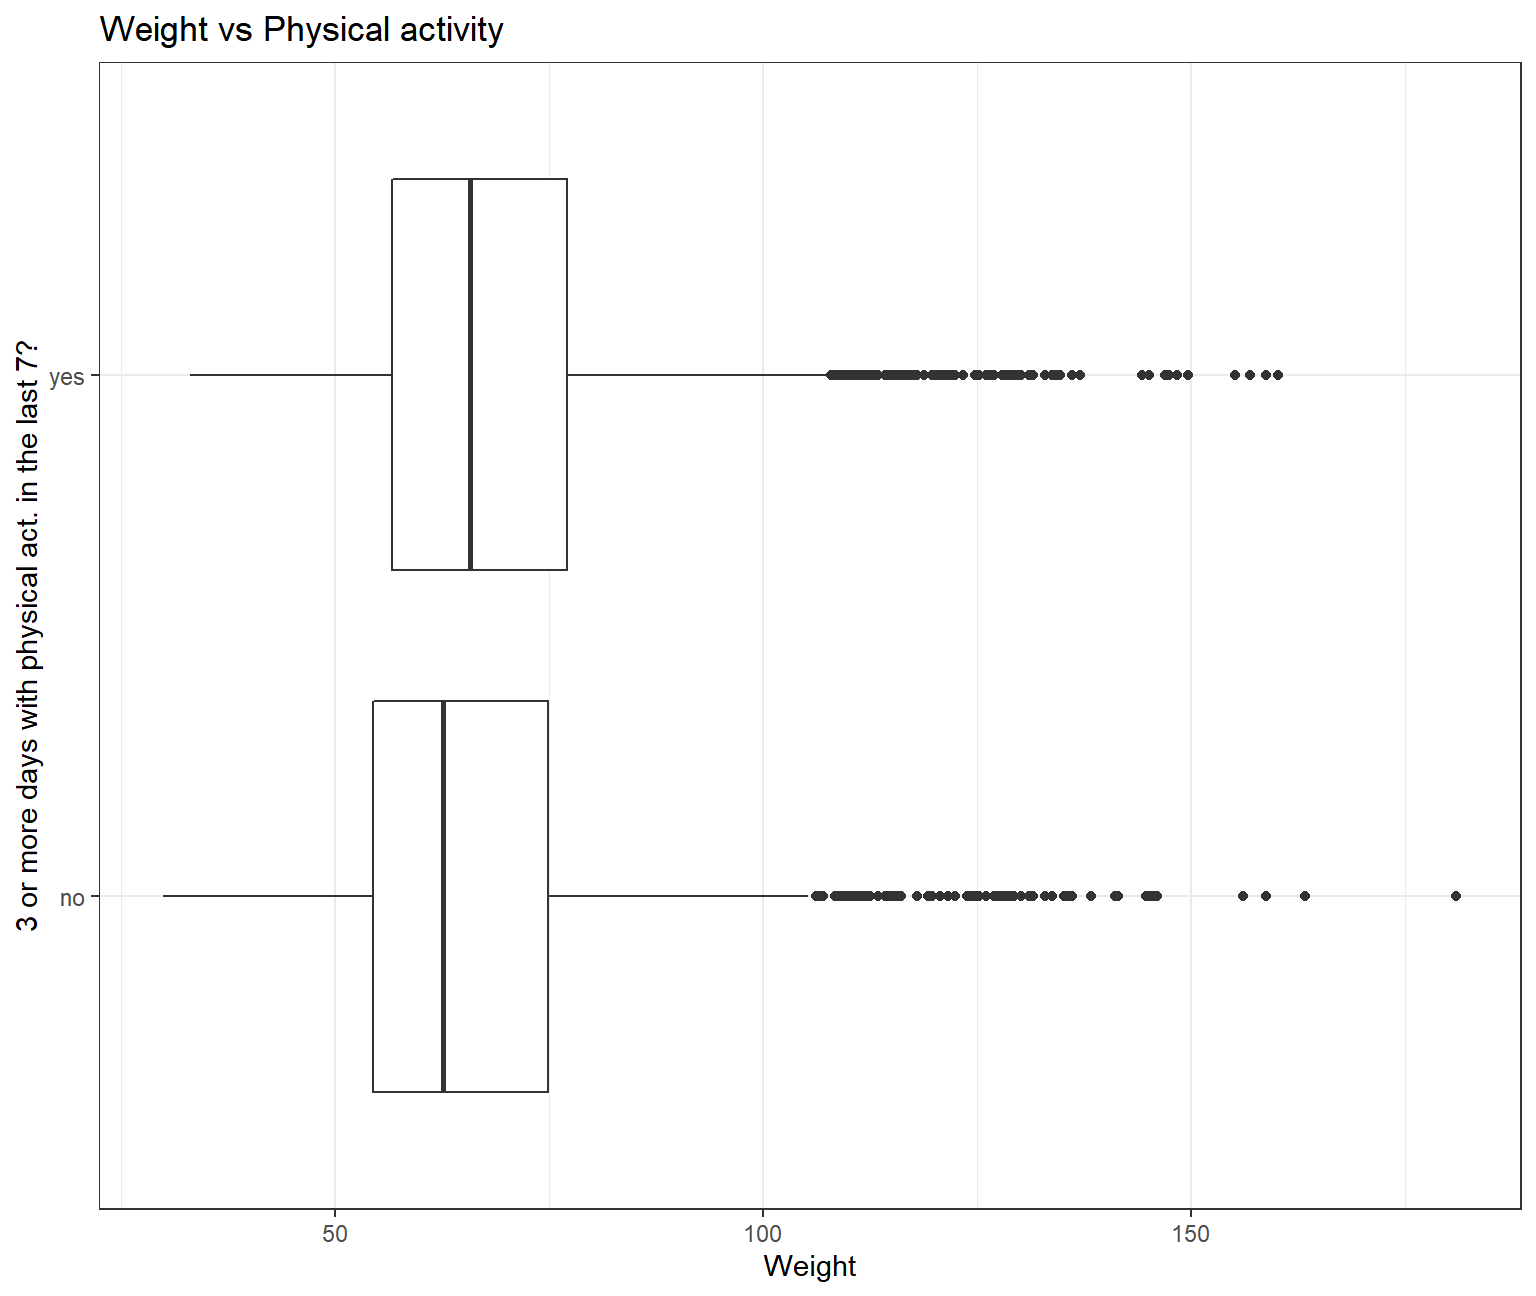 Weight vs Physical activity
3 or more days with physical act. in the last 7?
yes
no
50
100
150
Weight